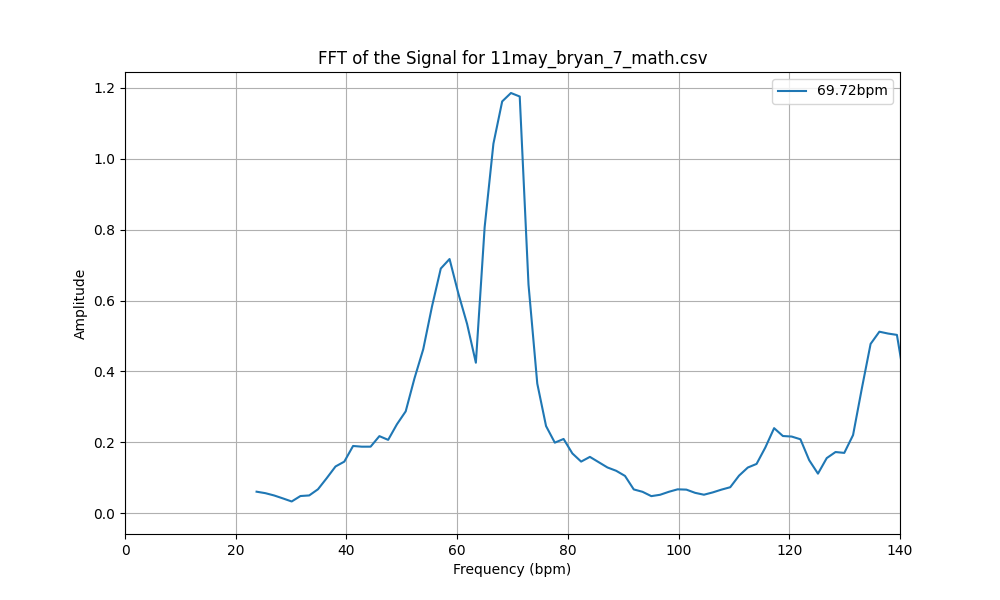 FFT of the Signal for 11may_bryan_7_math.csv
69.72bpm
Amplitude
1.2
1.0
0.8
0.6
0.4
0.2
0.0
0 20 40 60 80 100 120 140
Frequency (bpm)